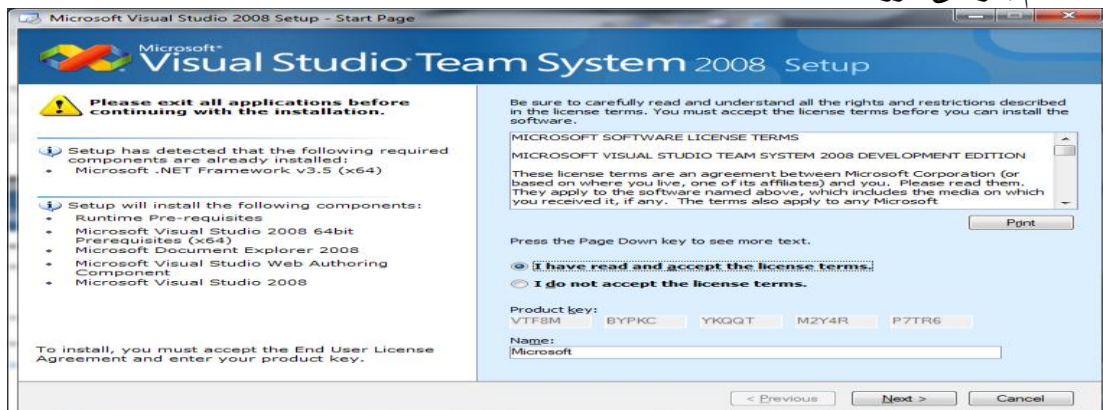 Microsoft Visual Studio 2008 Setup - Start Page
Microsoft
Visual Studio Team System 2008 Setup
Please exit all applications before
continuing with the installation.
Setup has detected that the following required
components are already installed:
• Microsoft .NET Framework v3.5 (x64)
Setup will install the following components:
• Runtime Pre-requisites
• Microsoft Visual Studio 2008 64bit
Prerequisites (x64)
• Microsoft Document Explorer 2008
• Microsoft Visual Studio Web Authoring
Component
• Microsoft Visual Studio 2008
To install, you must accept the End User License
Agreement and enter your product key.
Be sure to carefully read and understand all the rights and restrictions described
in the license terms. You must accept the license terms before you can install the
software.
MICROSOFT SOFTWARE LICENSE TERMS
MICROSOFT VISUAL STUDIO TEAM SYSTEM 2008 DEVELOPMENT EDITION
These license terms are an agreement between Microsoft Corporation (or
based on where you live, one of its affiliates) and you. Please read them.
They apply to the software named above, which includes the media on which
you received it, if any. The terms also apply to any Microsoft
Print
Press the Page Down key to see more text.
I have read and accept the license terms.
I do not accept the license terms.
Product key:
VTF8M BYPKC YKQQT M2Y4R P7TR6
Name:
Microsoft
< Previous Next > Cancel